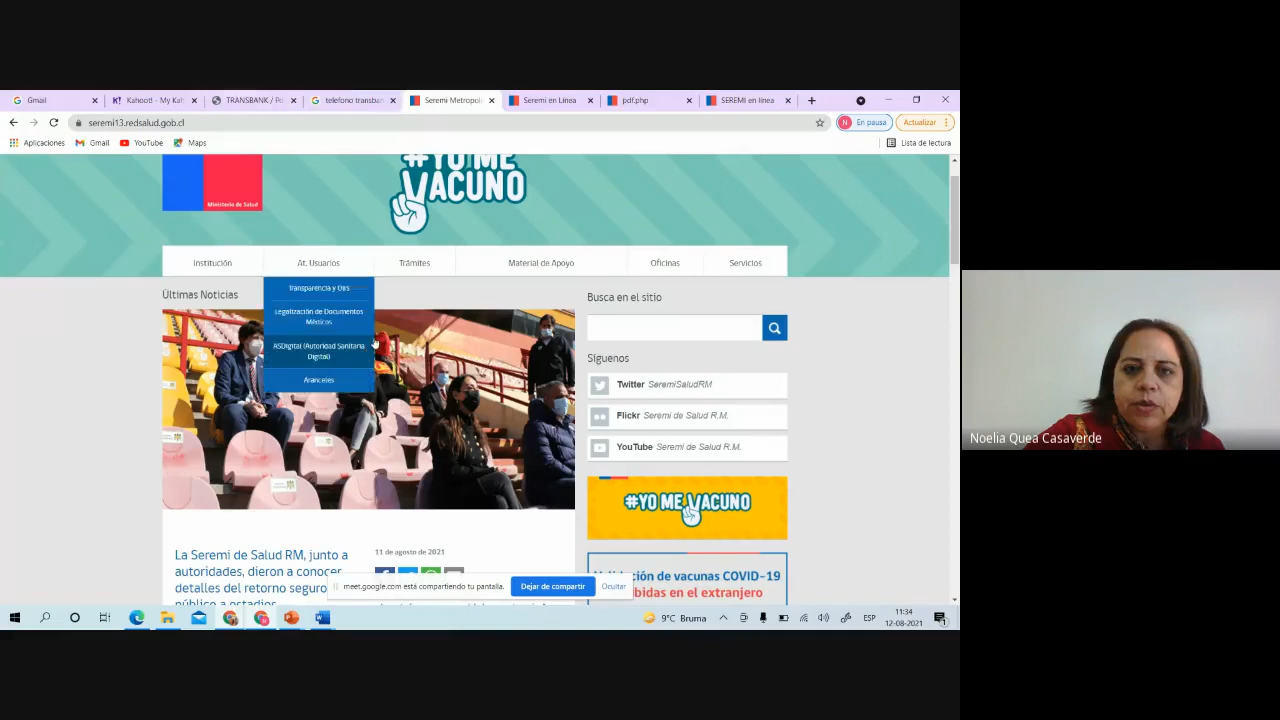 Gmail
Kahoot! - My Kah
TRANSBANK / Po
telefono transban
Seremi Metropoli
Seremi en Línea
pdf.php
SEREMI en línea
seremi13.redsalud.gob.cl
N
En pausa
Actualizar
Aplicaciones
Gmail
YouTube
Maps
Lista de lectura
#YO ME
VACUNO
Ministerio de Salud
Institución
At. Usuarios
Trámites
Material de Apoyo
Oficinas
Servicios
Transparencia y Oirs
Legalización de Documentos
Médicos
ASDigital (Autoridad Sanitaria
Digital)
Aranceles
Últimas Noticias
Busca en el sitio
Síguenos
Twitter SeremiSaludRM
Flickr Seremi de Salud R.M.
YouTube Seremi de Salud R.M.
#YO ME VACUNO
La Seremi de Salud RM, junto a
autoridades, dieron a conocer
detalles del retorno seguro
público a estadios
11 de agosto de 2021
de vacunas COVID-19
en el extranjero
meet.google.com está compartiendo tu pantalla.
Dejar de compartir
Ocultar
9°C Bruma
ESP
11:34
12-08-2021
Noelia Quea Casaverde